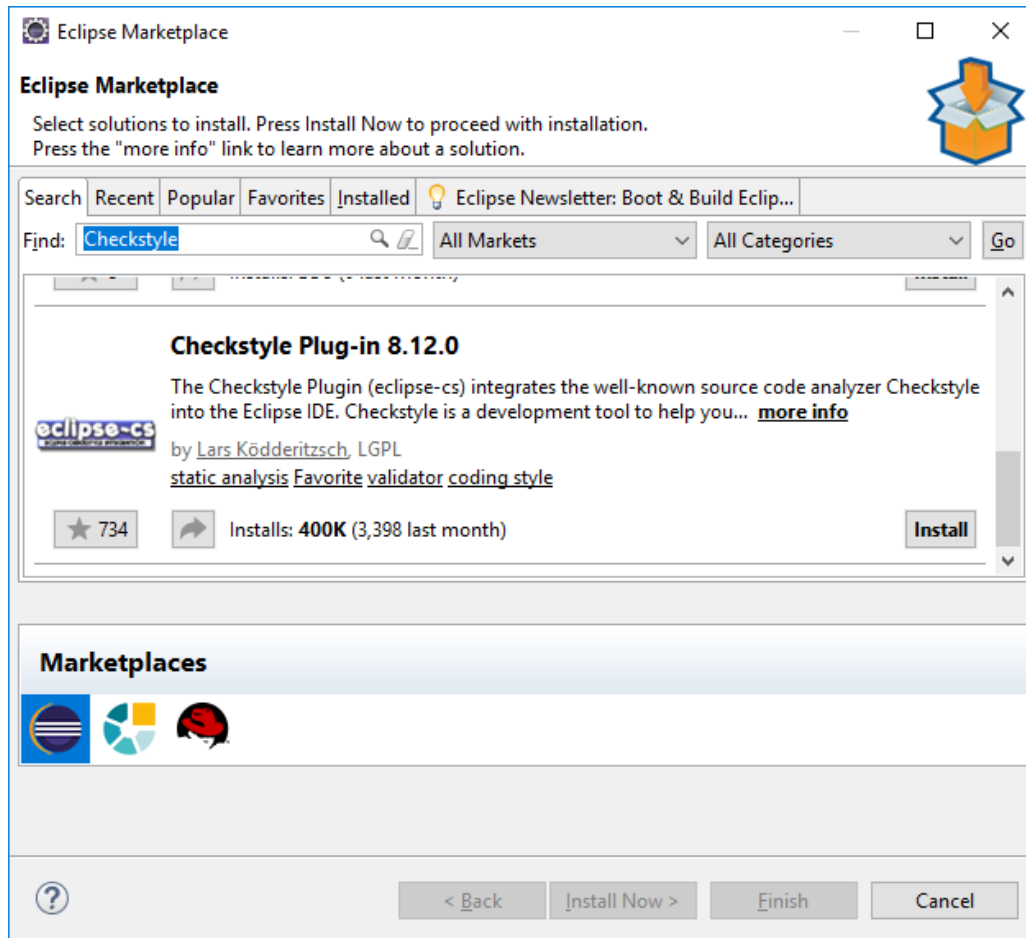 Eclipse Marketplace
Eclipse Marketplace
Select solutions to install. Press Install Now to proceed with installation.
Press the "more info" link to learn more about a solution.
Search Recent Popular Favorites Installed Eclipse Newsletter: Boot & Build Eclip...
Find: Checkstyle All Markets All Categories Go
Checkstyle Plug-in 8.12.0
The Checkstyle Plugin (eclipse-cs) integrates the well-known source code analyzer Checkstyle
into the Eclipse IDE. Checkstyle is a development tool to help you... more info
eclipse-cs
by Lars Ködderitzsch, LGPL
static analysis Favorite validator coding style
734 Installs: 400K (3,398 last month) Install
Marketplaces
? < Back Install Now > Finish Cancel